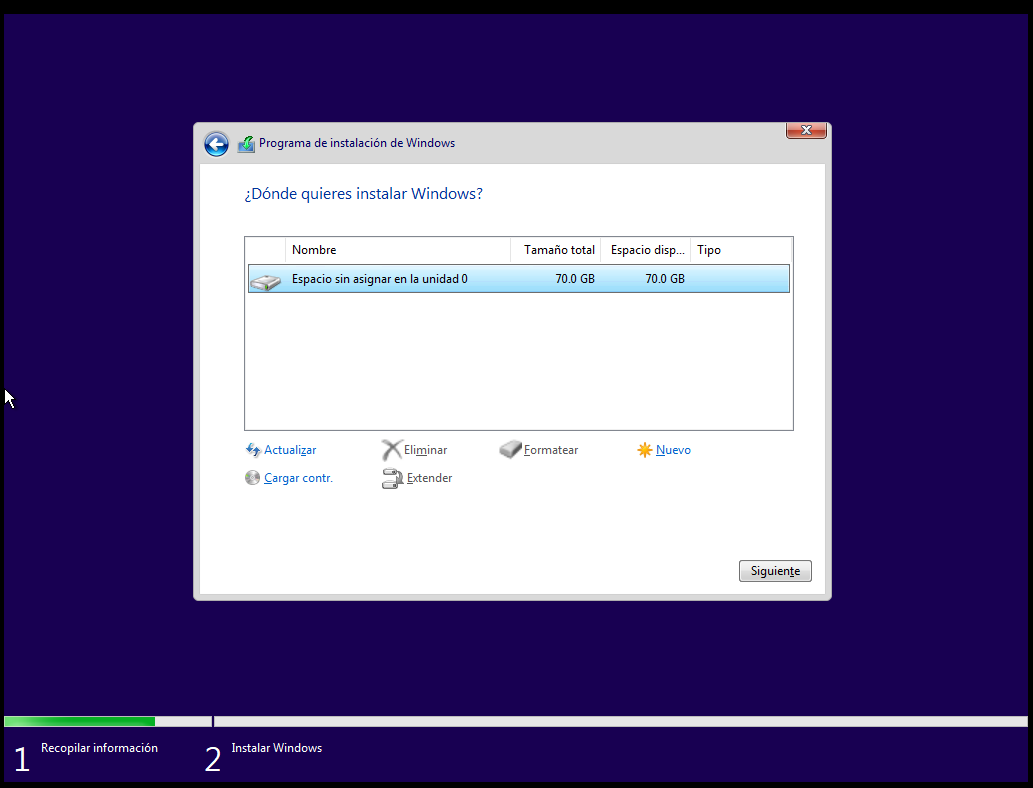 Programa de instalación de Windows
¿Dónde quieres instalar Windows?
Nombre Tamaño total Espacio disp... Tipo
Espacio sin asignar en la unidad 0 70.0 GB 70.0 GB
Actualizar Eliminar Formatear Nuevo
Cargar contr. Extender
Siguiente
1 Recopilar información 2 Instalar Windows